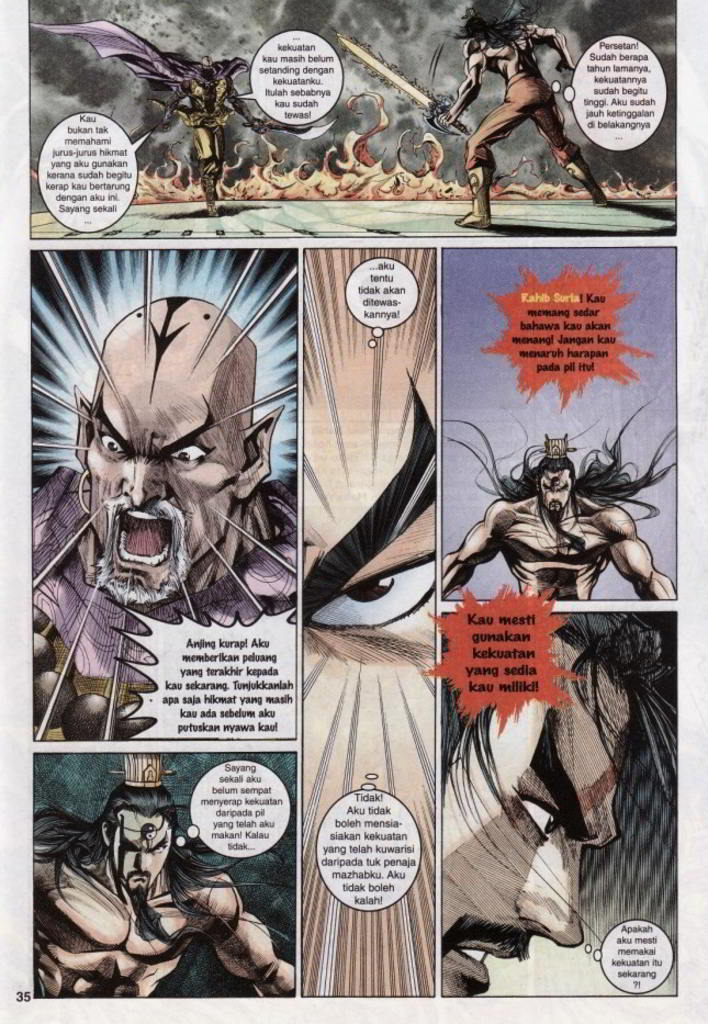 Kau
bukan tak
memahami
jurus-jurus hikmat
yang aku gunakan
kerana sudah begitu
kerap kau bertarung
dengan aku ini.
Sayang sekali
...
...
kekuatan
kau masih belum
setanding dengan
kekuatanku.
Itulah sebabnya
kau sudah
tewas!
Persetan!
Sudah berapa
tahun lamanya,
kekuatannya
sudah begitu
tinggi. Aku sudah
jauh ketinggalan
di belakangnya
...
Anjing kurap! Aku
memberikan peluang
yang terakhir kepada
kau sekarang. Tunjukkanlah
apa saja hikmat yang masih
kau ada sebelum aku
putuskan nyawa kau!
Sayang
sekali aku
belum sempat
menyerap kekuatan
daripada pil
yang telah aku
makan! Kalau
tidak...
...aku
tentu
tidak akan
ditewas-
kannya!
Tidak!
Aku tidak
boleh mensia-
siakan kekuatan
yang telah kuwarisi
daripada tuk penaja
mazhabku. Aku
tidak boleh
kalah!
Rahib Suria! Kau
memang sedar
bahawa kau akan
menang! Jangan kau
menaruh harapan
pada pil itu!
Kau mesti
gunakan
kekuatan
yang sedia
kau miliki!
Apakah
aku mesti
memakai
kekuatan itu
sekarang
?!
35